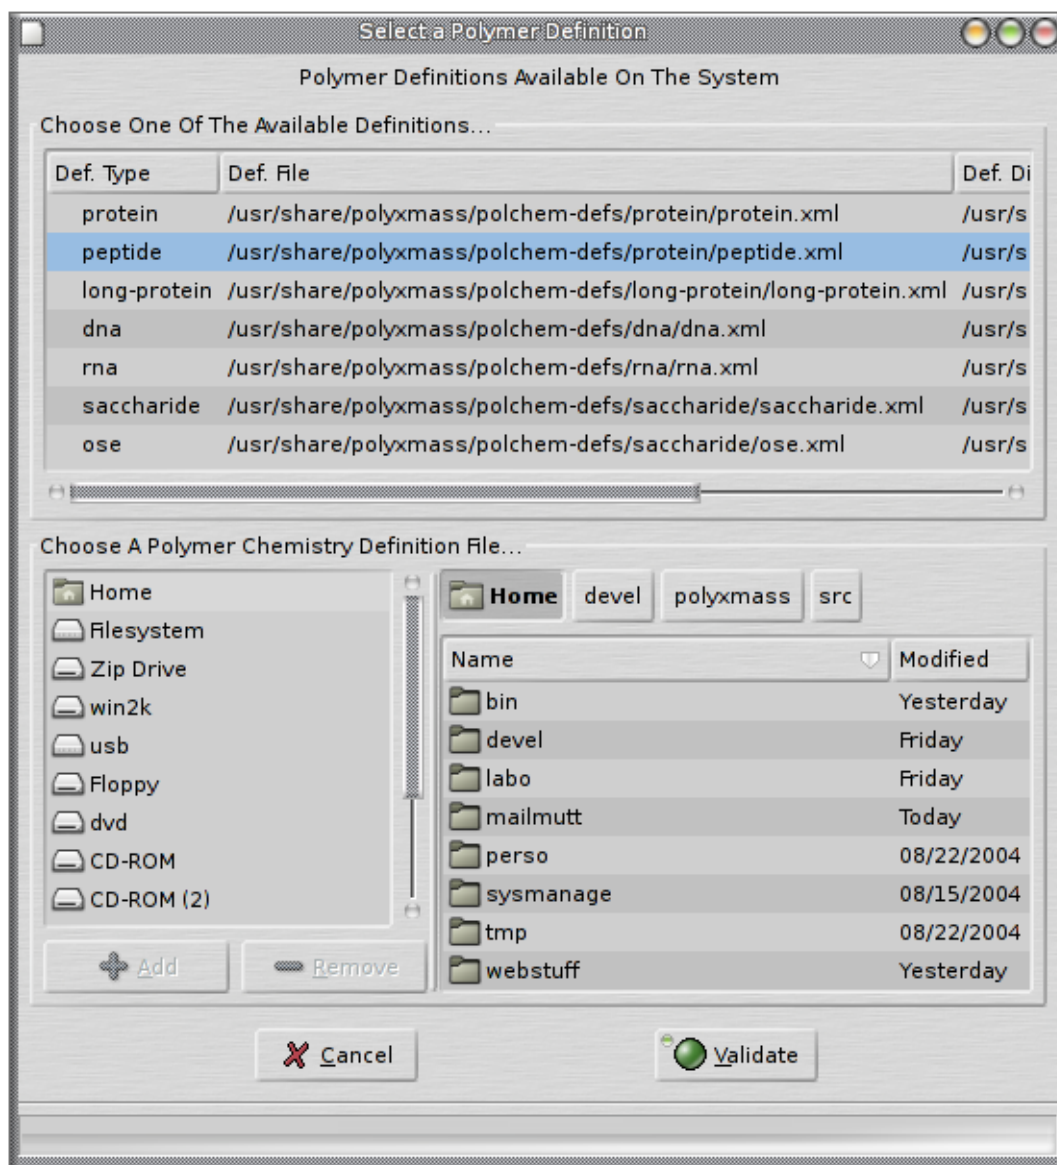 Select a Polymer Definition
Polymer Definitions Available On The System
Choose One Of The Available Definitions...
Def. Type Def. File Def. Di
protein /usr/share/polyxmass/polchem-defs/protein/protein.xml /usr/s
peptide /usr/share/polyxmass/polchem-defs/protein/peptide.xml /usr/s
long-protein /usr/share/polyxmass/polchem-defs/long-protein/long-protein.xml /usr/s
dna /usr/share/polyxmass/polchem-defs/dna/dna.xml /usr/s
rna /usr/share/polyxmass/polchem-defs/rna/rna.xml /usr/s
saccharide /usr/share/polyxmass/polchem-defs/saccharide/saccharide.xml /usr/s
ose /usr/share/polyxmass/polchem-defs/saccharide/ose.xml /usr/s
Choose A Polymer Chemistry Definition File...
Home
Filesystem
Zip Drive
win2k
usb
Floppy
dvd
CD-ROM
CD-ROM (2)
Add Remove
Home devel polyxmass src
Name Modified
bin Yesterday
devel Friday
labo Friday
mailmutt Today
perso 08/22/2004
sysmanage 08/15/2004
tmp 08/22/2004
webstuff Yesterday
Cancel Validate